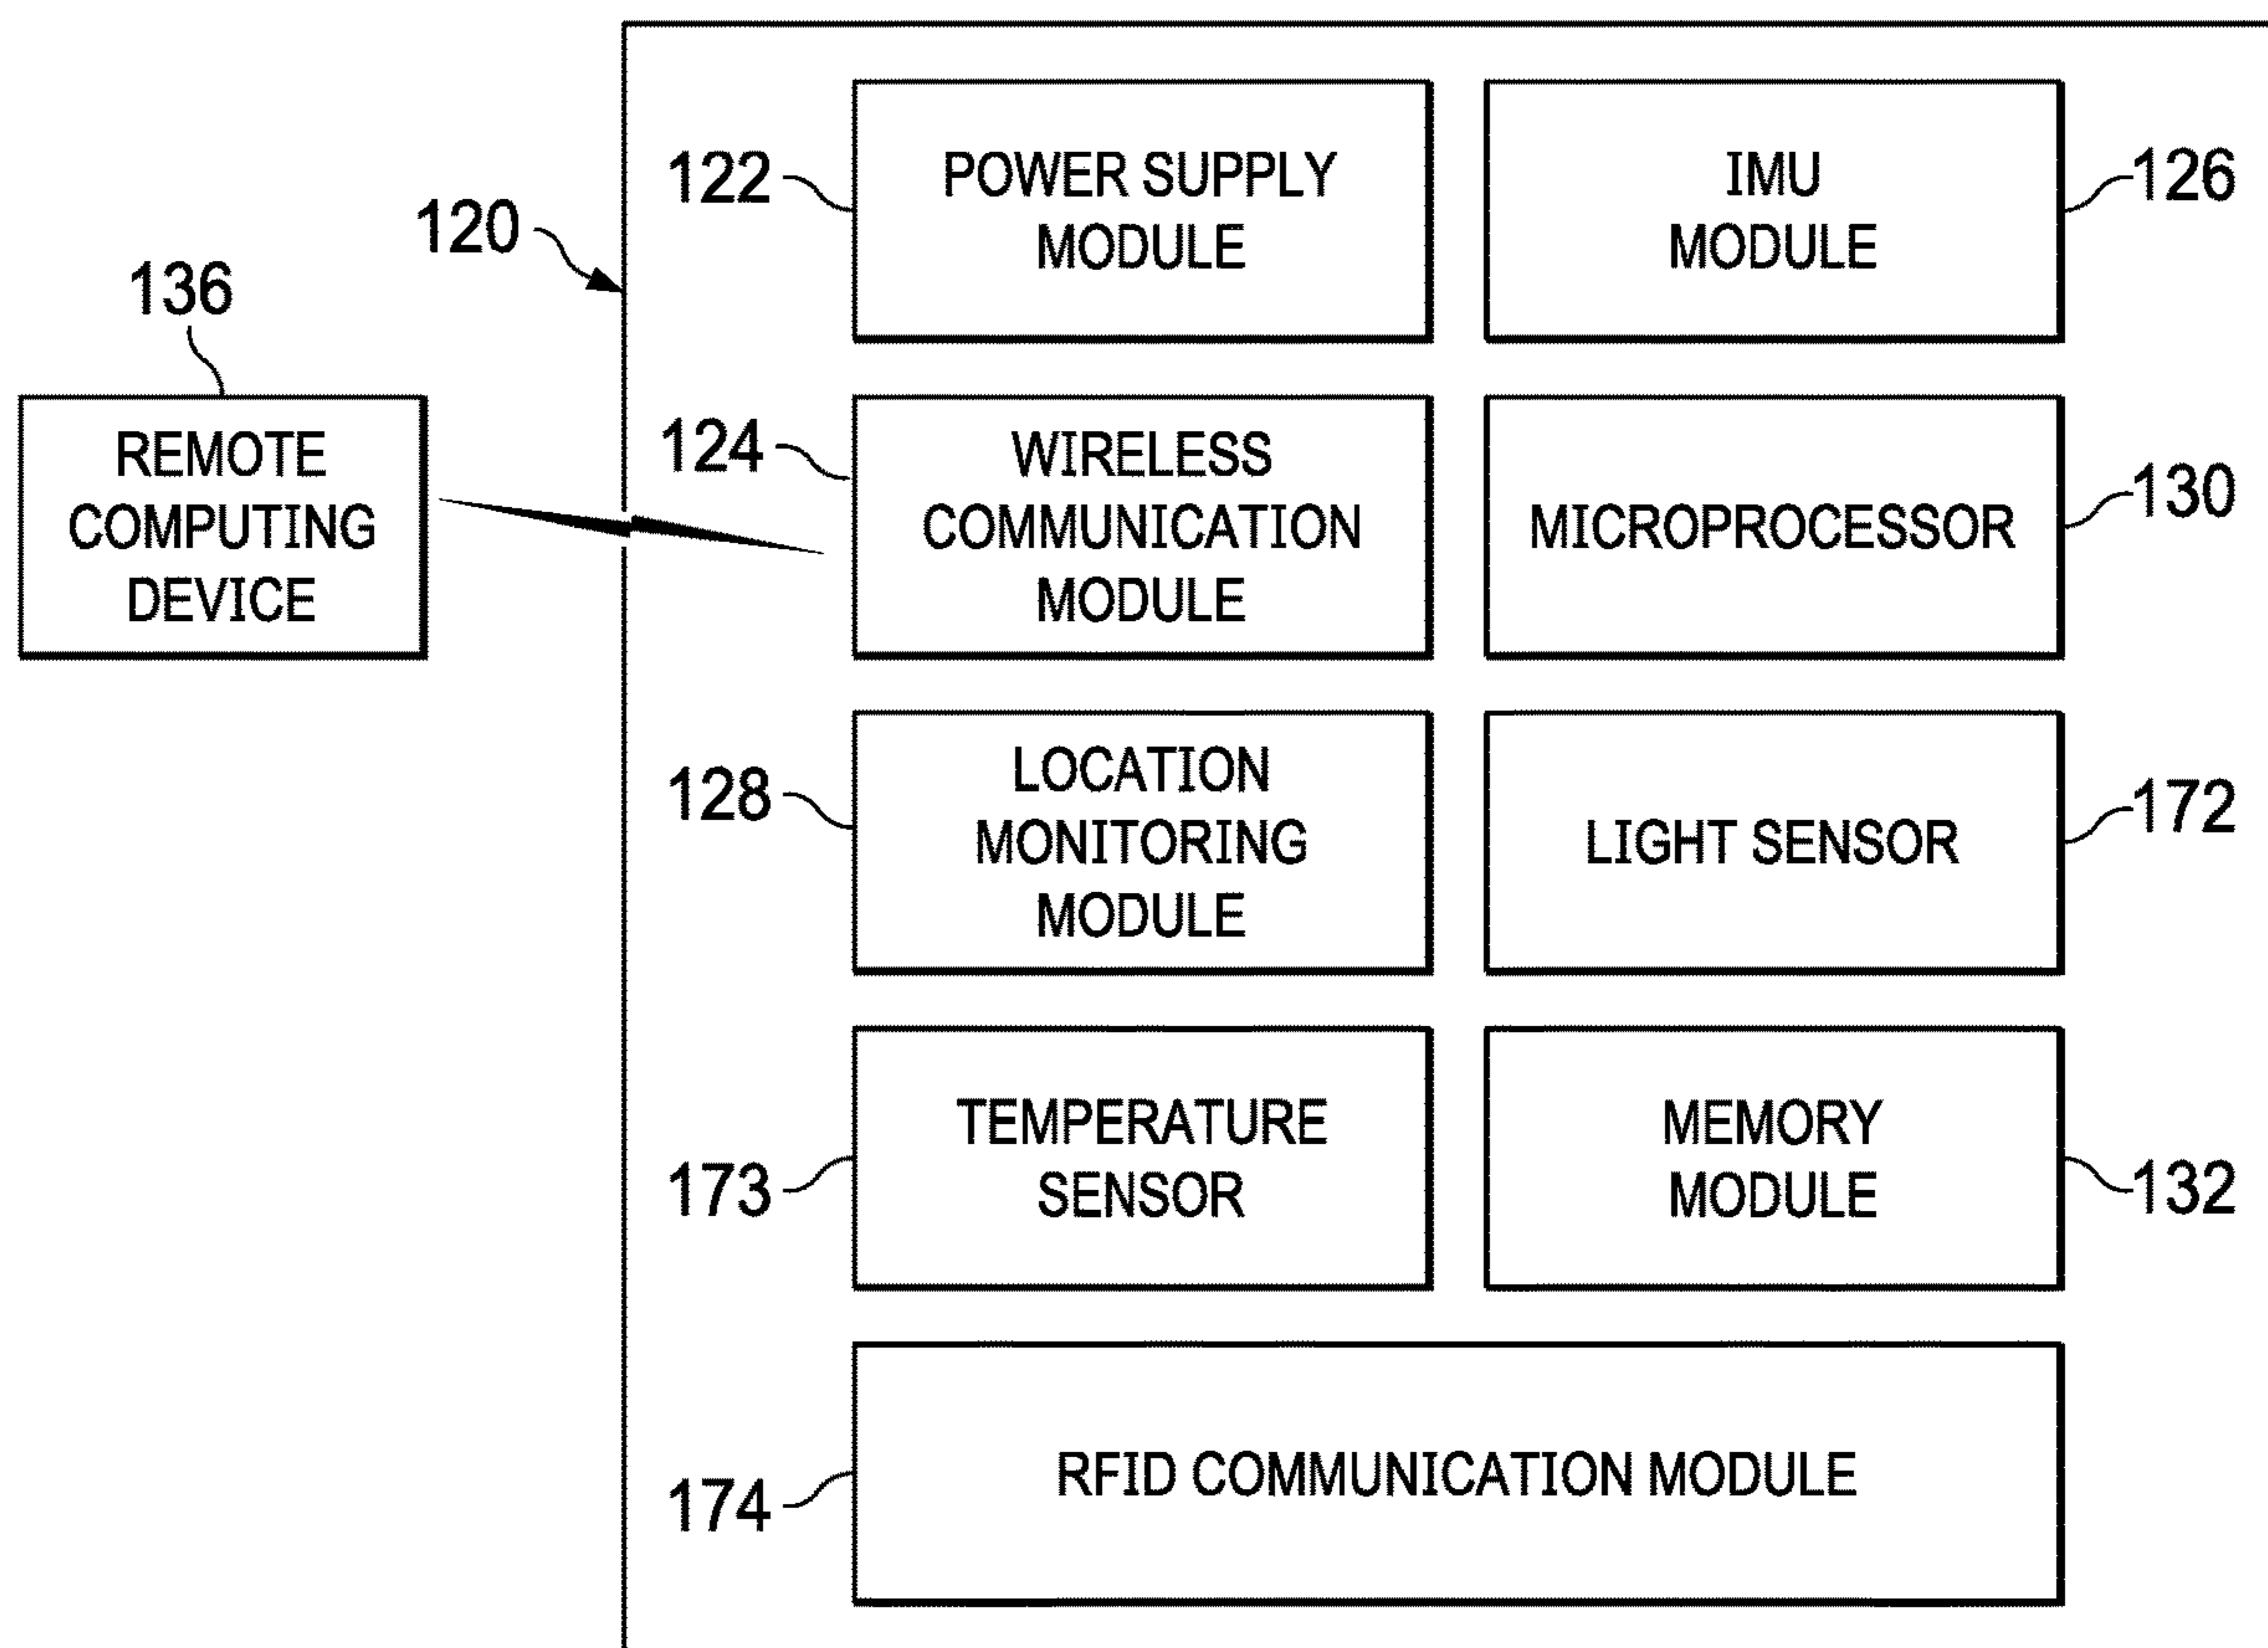 122
POWER SUPPLY
MODULE
IMU
MODULE
126
120
136
REMOTE
COMPUTING
DEVICE
124
WIRELESS
COMMUNICATION
MODULE
MICROPROCESSOR
130
128
LOCATION
MONITORING
MODULE
LIGHT SENSOR
172
173
TEMPERATURE
SENSOR
MEMORY
MODULE
132
174
RFID COMMUNICATION MODULE